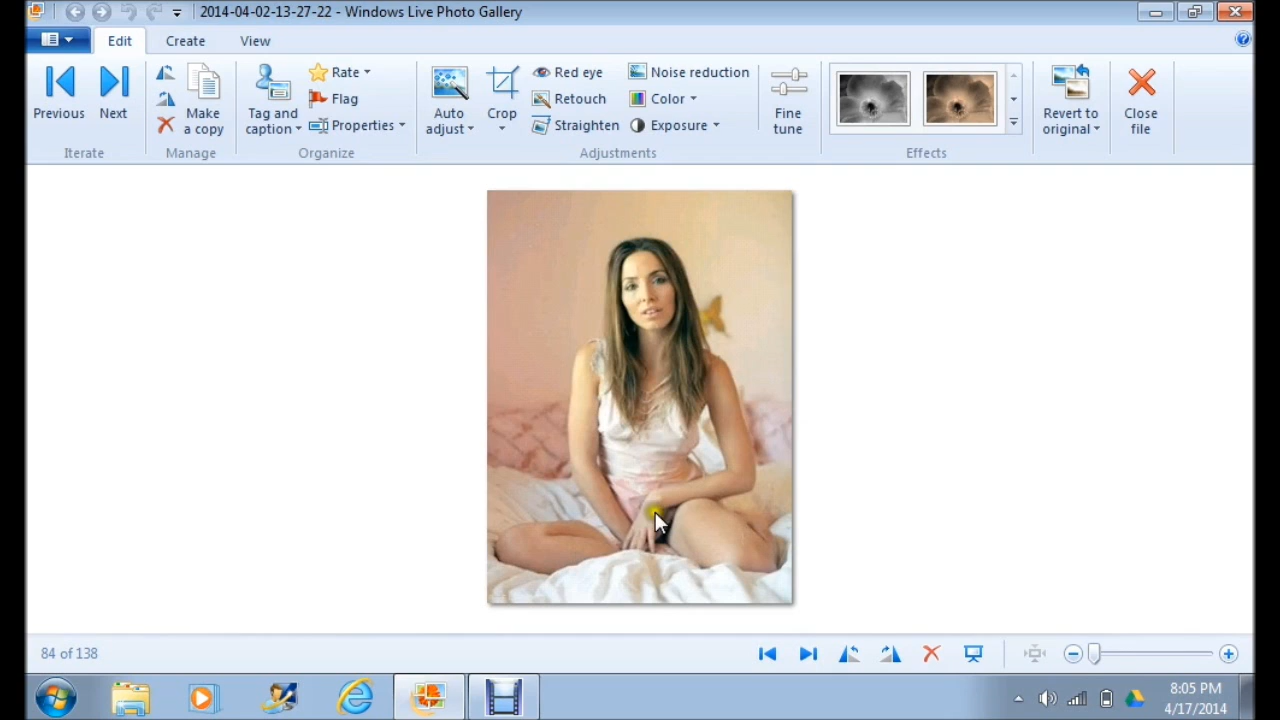 2014-04-02-13-27-22 - Windows Live Photo Gallery
Edit Create View
Previous
Next
Make a copy
Tag and caption
Rate
Flag
Properties
Auto adjust
Crop
Red eye
Retouch
Straighten
Noise reduction
Color
Exposure
Fine tune
Revert to original
Close file
Iterate Manage Organize Adjustments Effects
84 of 138
8:05 PM
4/17/2014